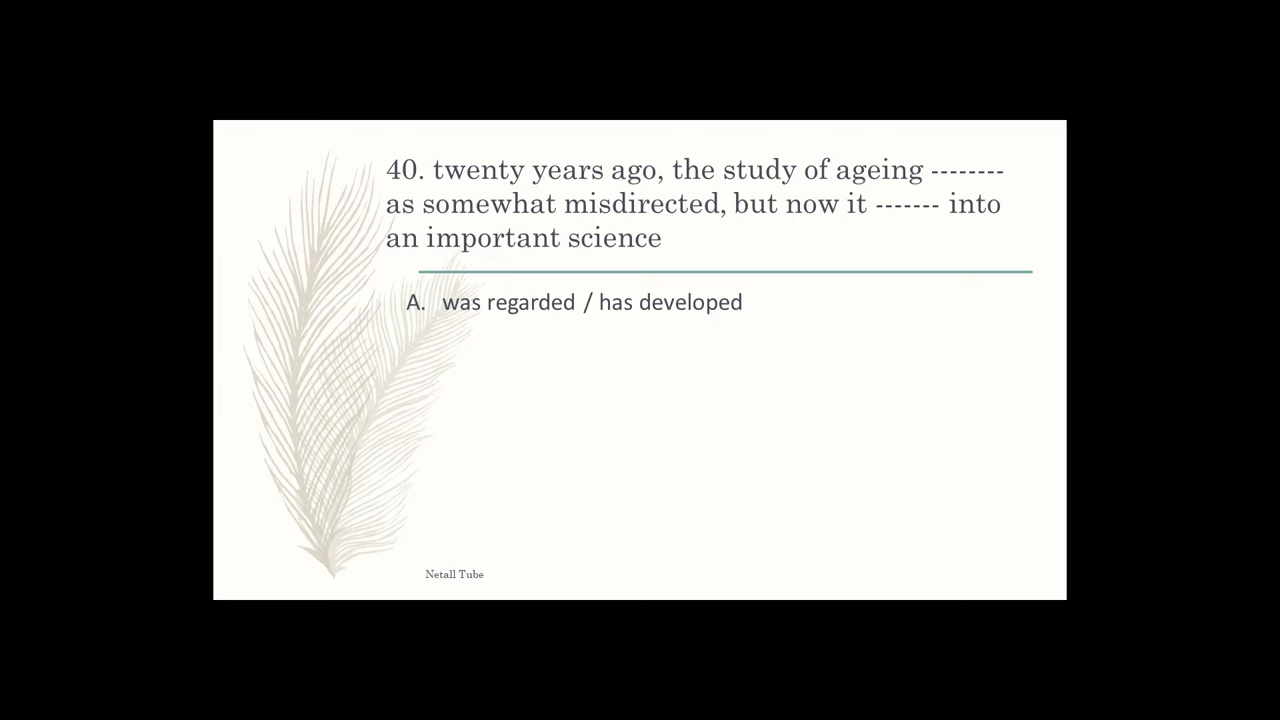 40. twenty years ago, the study of ageing --------
as somewhat misdirected, but now it ------- into
an important science
A. was regarded / has developed
Netall Tube